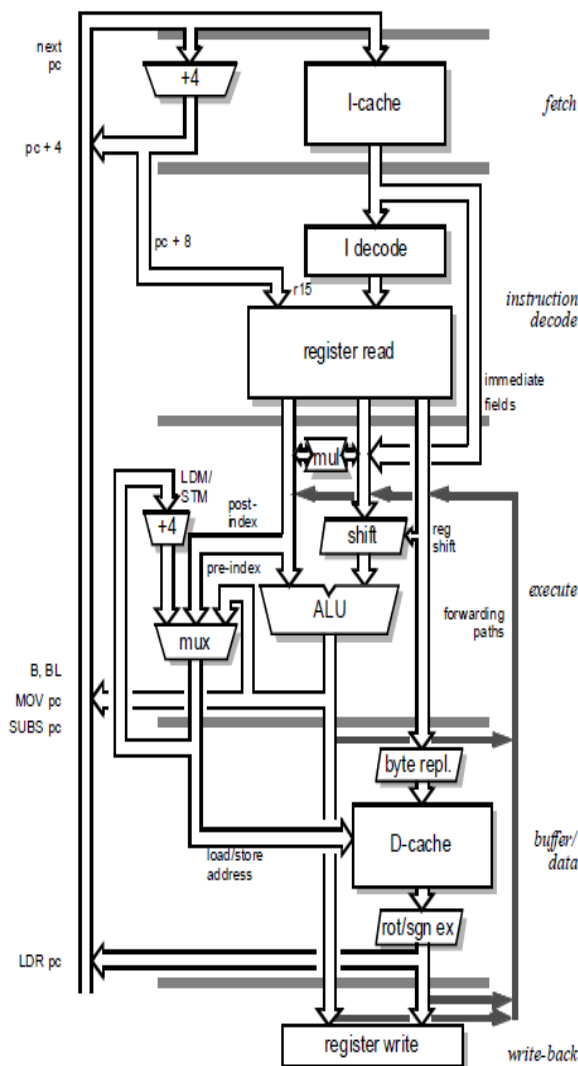 next
pc
+4
I-cache
fetch
pc + 4
pc + 8
I decode
r15
instruction
decode
register read
immediate
fields
mul
LDM/
STM
post-
index
+4
shift
reg
shift
pre-index
execute
ALU
forwarding
paths
mux
B, BL
MOV pc
SUBS pc
byte repl.
D-cache
buffer/
data
load/store
address
rot/sgn ex
LDR pc
register write
write-back